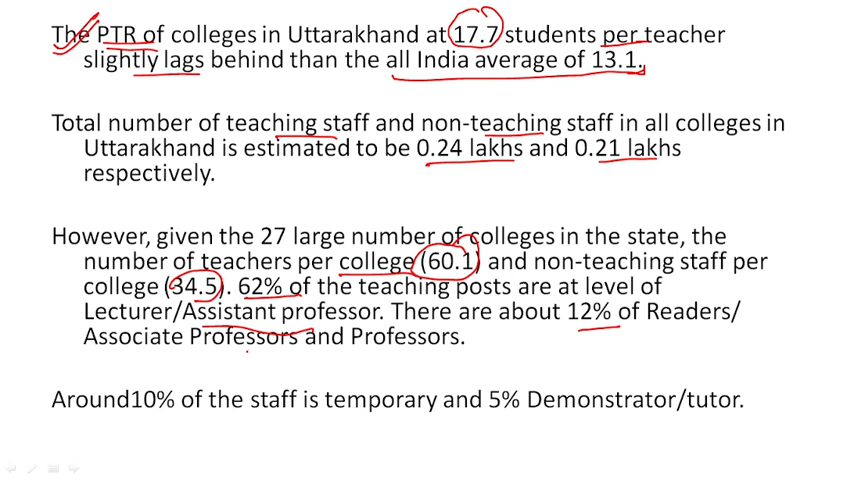 The PTR of colleges in Uttarakhand at 17.7 students per teacher
slightly lags behind than the all India average of 13.1.
Total number of teaching staff and non-teaching staff in all colleges in
Uttarakhand is estimated to be 0.24 lakhs and 0.21 lakhs
respectively.
However, given the 27 large number of colleges in the state, the
number of teachers per college (60.1) and non-teaching staff per
college (34.5). 62% of the teaching posts are at level of
Lecturer/Assistant professor. There are about 12% of Readers/
Associate Professors and Professors.
Around10% of the staff is temporary and 5% Demonstrator/tutor.